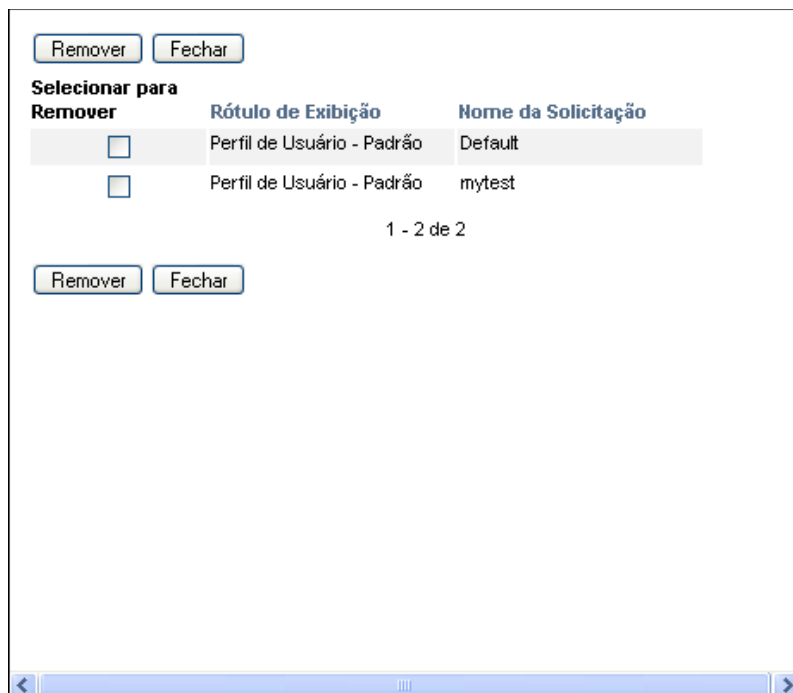 Remover Fechar
Selecionar para
Remover Rótulo de Exibição Nome da Solicitação
Perfil de Usuário - Padrão Default
Perfil de Usuário - Padrão mytest
1 - 2 de 2
Remover Fechar